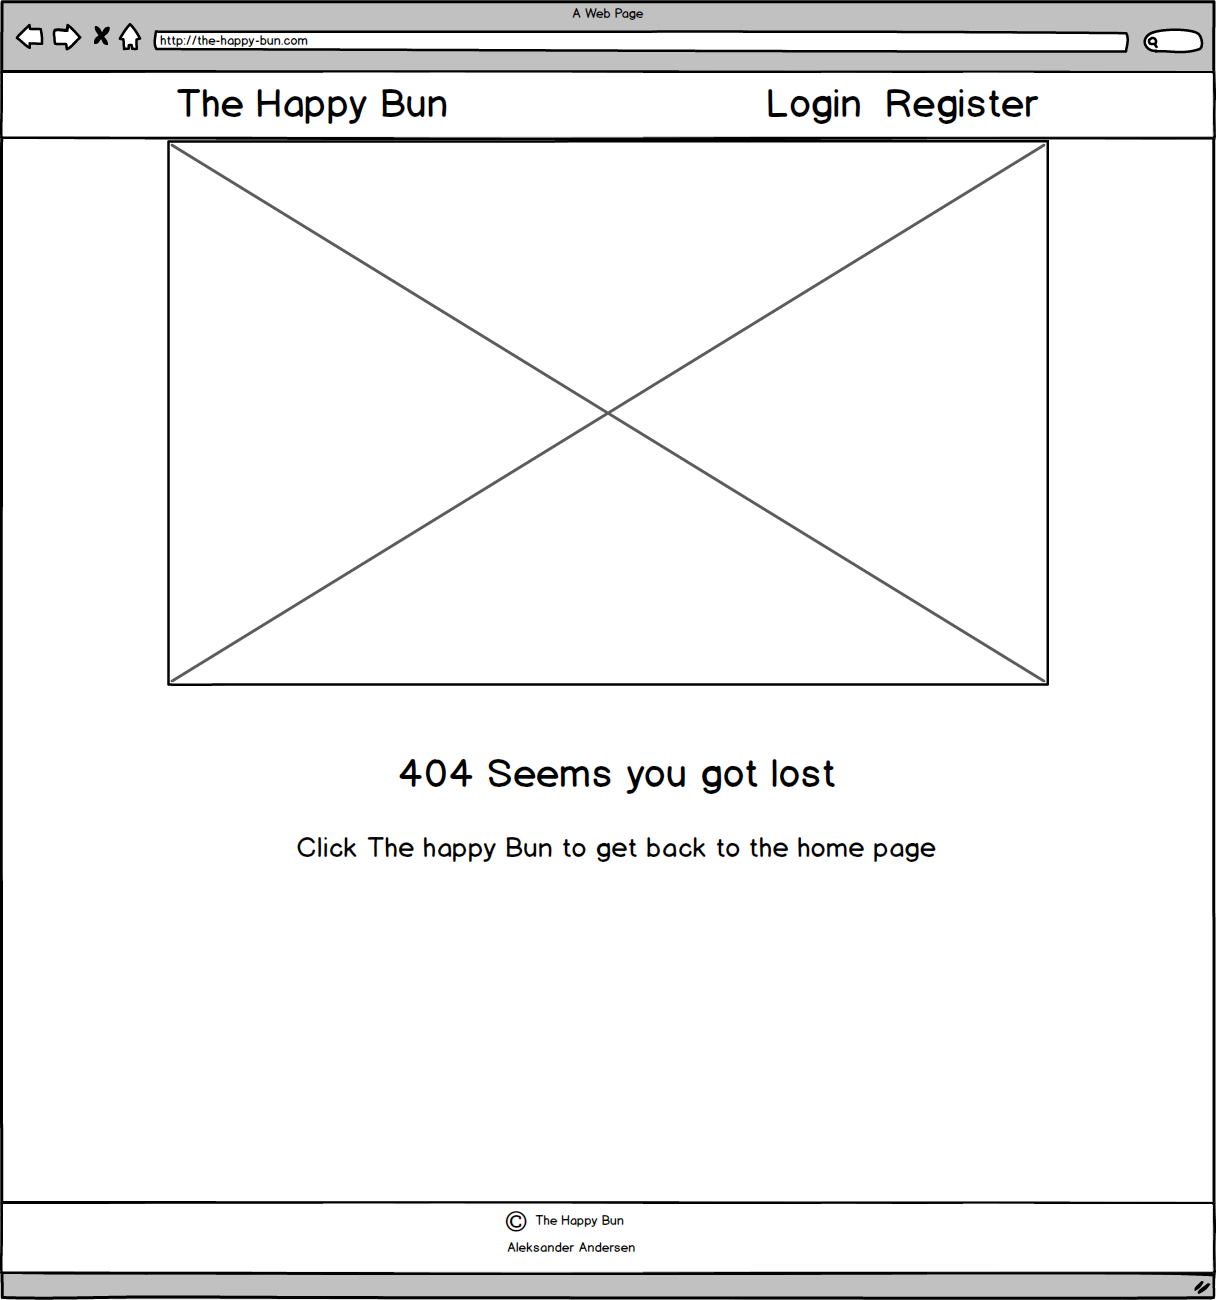 A Web Page
http://the-happy-bun.com
The Happy Bun Login Register
404 Seems you got lost
Click The happy Bun to get back to the home page
© The Happy Bun
Aleksander Andersen